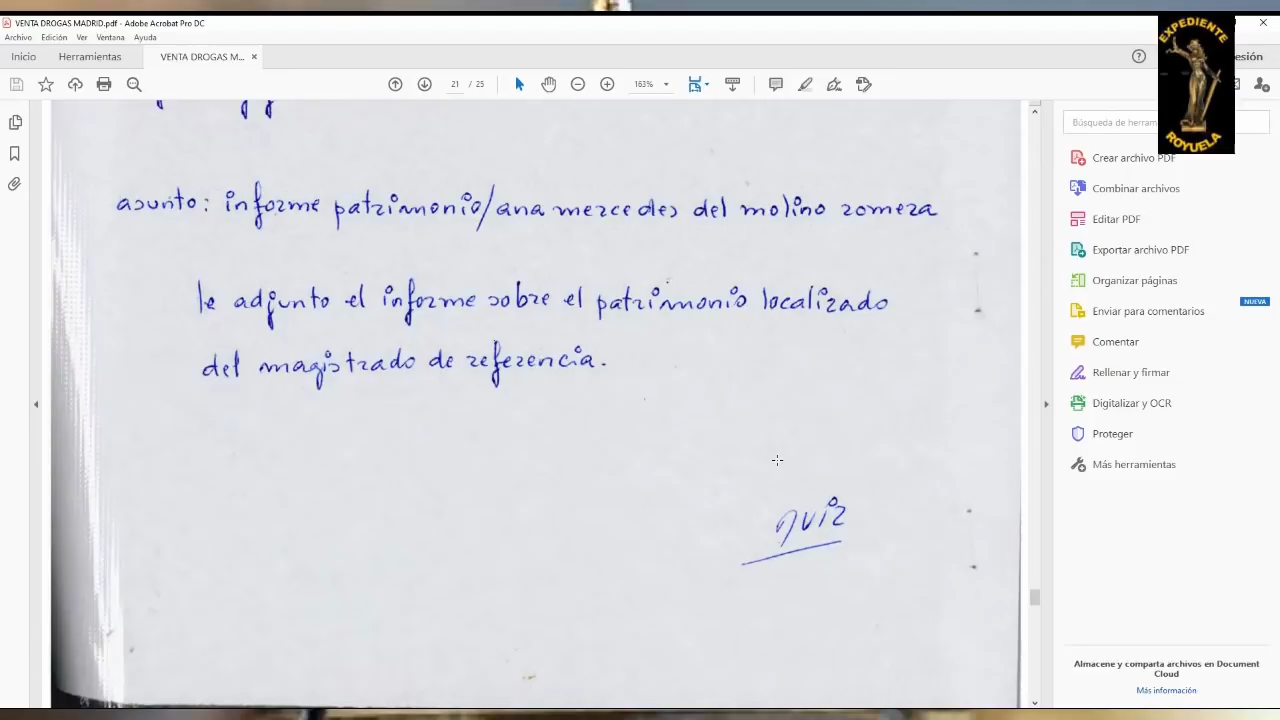 VENTA DROGAS MADRID.pdf - Adobe Acrobat Pro DC
Archivo Edición Ver Ventana Ayuda
Inicio Herramientas VENTA DROGAS M... ×
21 / 25 163%
EXPEDIENTE
ROYUELA
esión
asunto: informe patrimonio/ana mercedes del molino romera
le adjunto el informe sobre el patrimonio localizado
del magistrado de referencia.
Búsqueda de herram
Crear archivo PDF
Combinar archivos
Editar PDF
Exportar archivo PDF
Organizar páginas
Enviar para comentarios
NUEVA
Comentar
Rellenar y firmar
Digitalizar y OCR
Proteger
Más herramientas
Almacene y comparta archivos en Document
Cloud
Más información